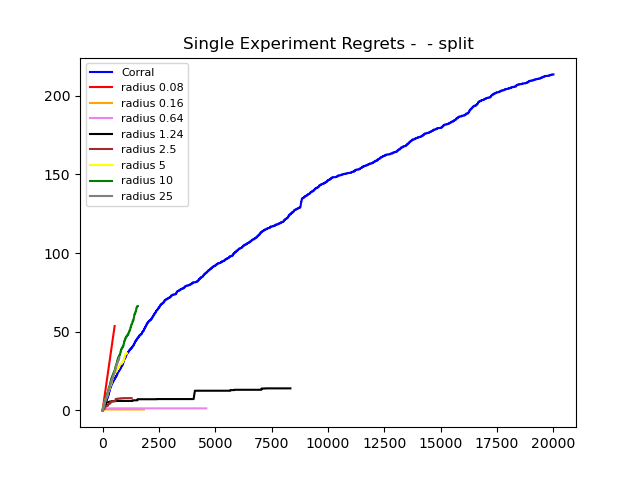 Single Experiment Regrets -  - split
Corral
radius 0.08
radius 0.16
radius 0.64
radius 1.24
radius 2.5
radius 5
radius 10
radius 25
200
150
100
50
0
0 2500 5000 7500 10000 12500 15000 17500 20000